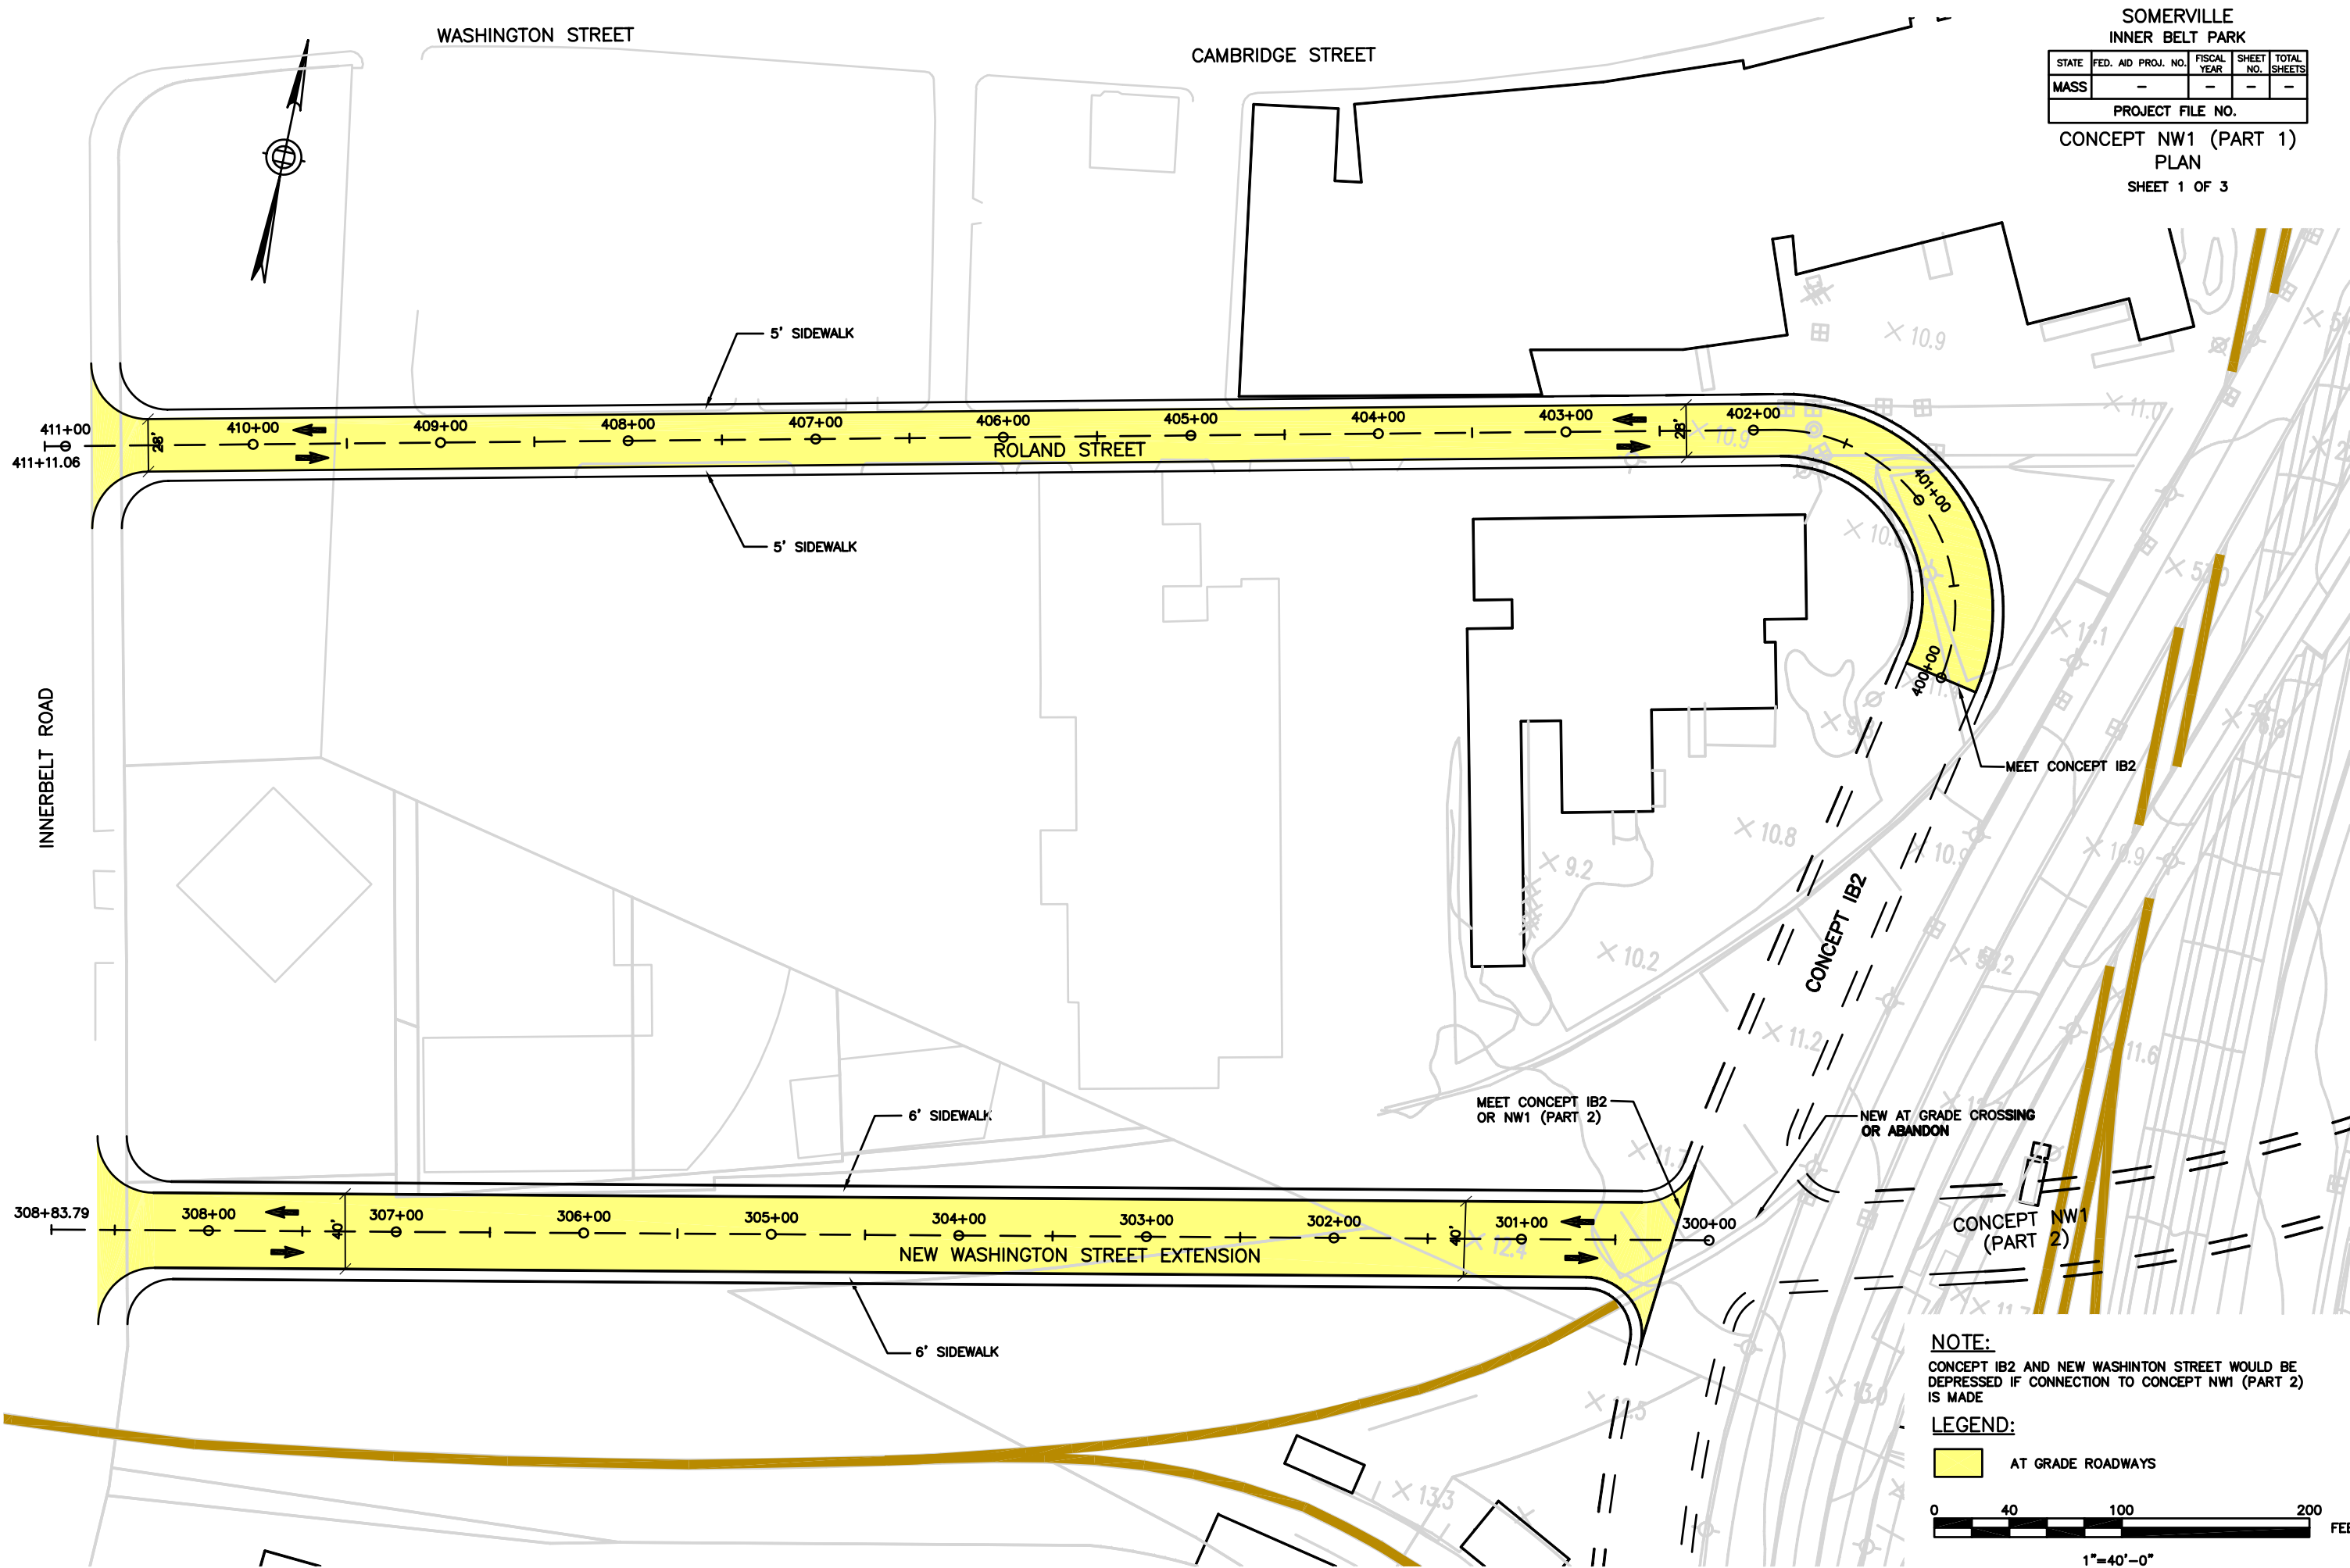 WASHINGTON STREET
CAMBRIDGE STREET
SOMERVILLE
INNER BELT PARK
STATE FED. AID PROJ. NO. FISCAL YEAR SHEET NO. TOTAL SHEETS
MASS - - - -
PROJECT FILE NO.
CONCEPT NW1 (PART 1)
PLAN
SHEET 1 OF 3
10.9
5' SIDEWALK
11.0
411+00
411+11.06
28'
410+00
409+00
408+00
407+00
406+00
405+00
404+00
403+00
28'
402+00
10.9
ROLAND STREET
401+00
5' SIDEWALK
400+00
11.1
MEET CONCEPT IB2
INNERBELT ROAD
10.8
9.2
10.9
10.9
10.2
CONCEPT IB2
11.2
11.6
6' SIDEWALK
MEET CONCEPT IB2
OR NW1 (PART 2)
NEW AT GRADE CROSSING
OR ABANDON
308+83.79
308+00
307+00
306+00
305+00
304+00
303+00
302+00
301+00
300+00
40'
40'
12.4
NEW WASHINGTON STREET EXTENSION
CONCEPT NW1
(PART 2)
6' SIDEWALK
13.0
13.3
NOTE:
CONCEPT IB2 AND NEW WASHINTON STREET WOULD BE
DEPRESSED IF CONNECTION TO CONCEPT NW1 (PART 2)
IS MADE
LEGEND:
AT GRADE ROADWAYS
0 40 100 200
1"=40'-0"